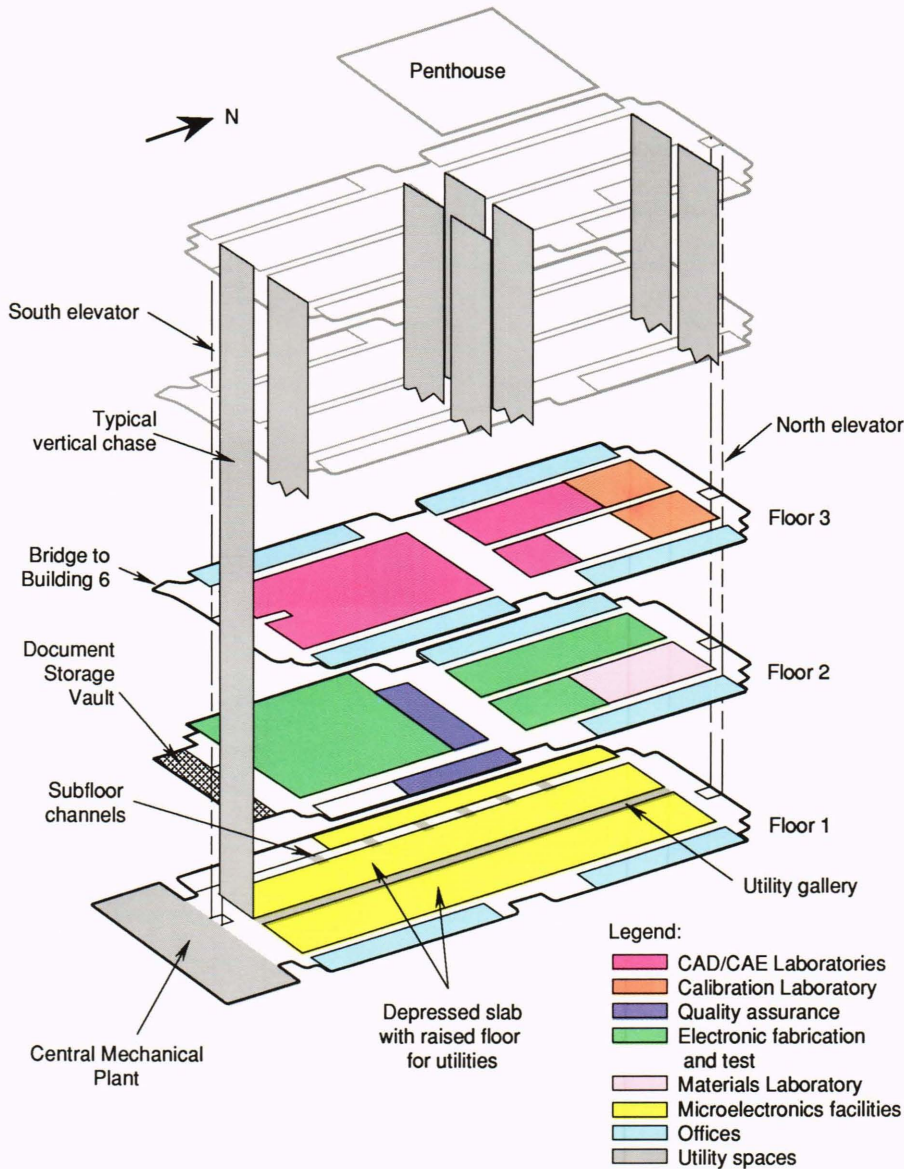 Penthouse
N
South elevator
Typical
vertical chase
North elevator
Floor 3
Bridge to
Building 6
Document
Storage
Vault
Floor 2
Subfloor
channels
Floor 1
Utility gallery
Depressed slab
with raised floor
for utilities
Central Mechanical
Plant
Legend:
CAD/CAE Laboratories
Calibration Laboratory
Quality assurance
Electronic fabrication
and test
Materials Laboratory
Microelectronics facilities
Offices
Utility spaces